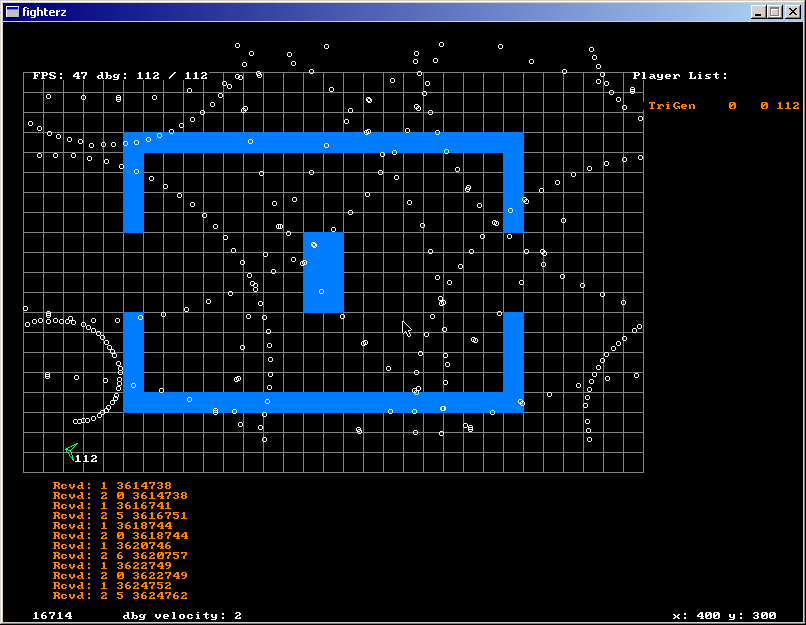 fighterz
FPS: 47 dbg: 112 / 112
Player List:
TriGen 0 0 112
112
Rcvd: 1 3614738
Rcvd: 2 0 3614738
Rcvd: 1 3616741
Rcvd: 2 5 3616751
Rcvd: 1 3618744
Rcvd: 2 0 3618744
Rcvd: 1 3620746
Rcvd: 2 6 3620757
Rcvd: 1 3622749
Rcvd: 2 0 3622749
Rcvd: 1 3624752
Rcvd: 2 5 3624762
16714 dbg velocity: 2 x: 400 y: 300